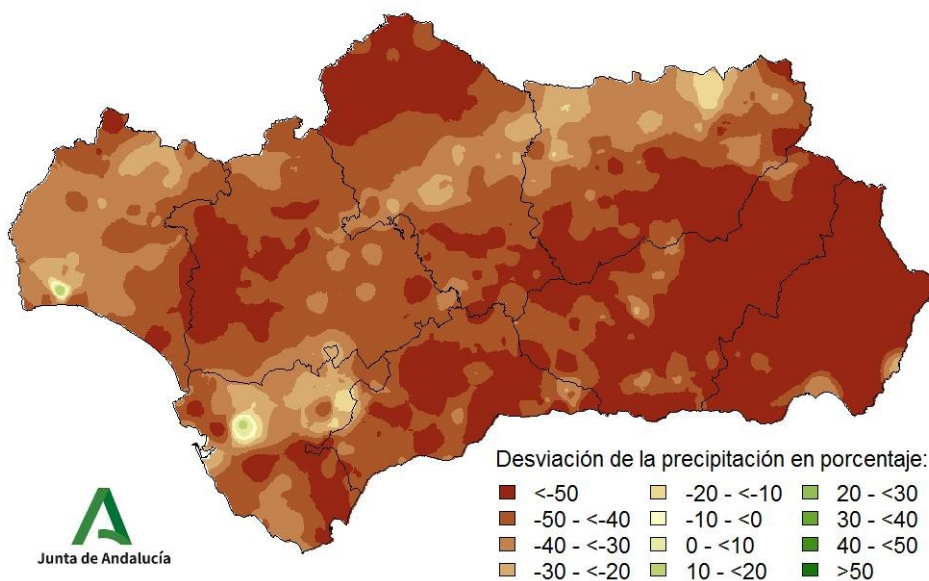 Desviación de la precipitación en porcentaje:
<-50
-50 - <-40
-40 - <-30
-30 - <-20
-20 - <-10
-10 - <0
0 - <10
10 - <20
20 - <30
30 - <40
40 - <50
>50
Junta de Andalucía